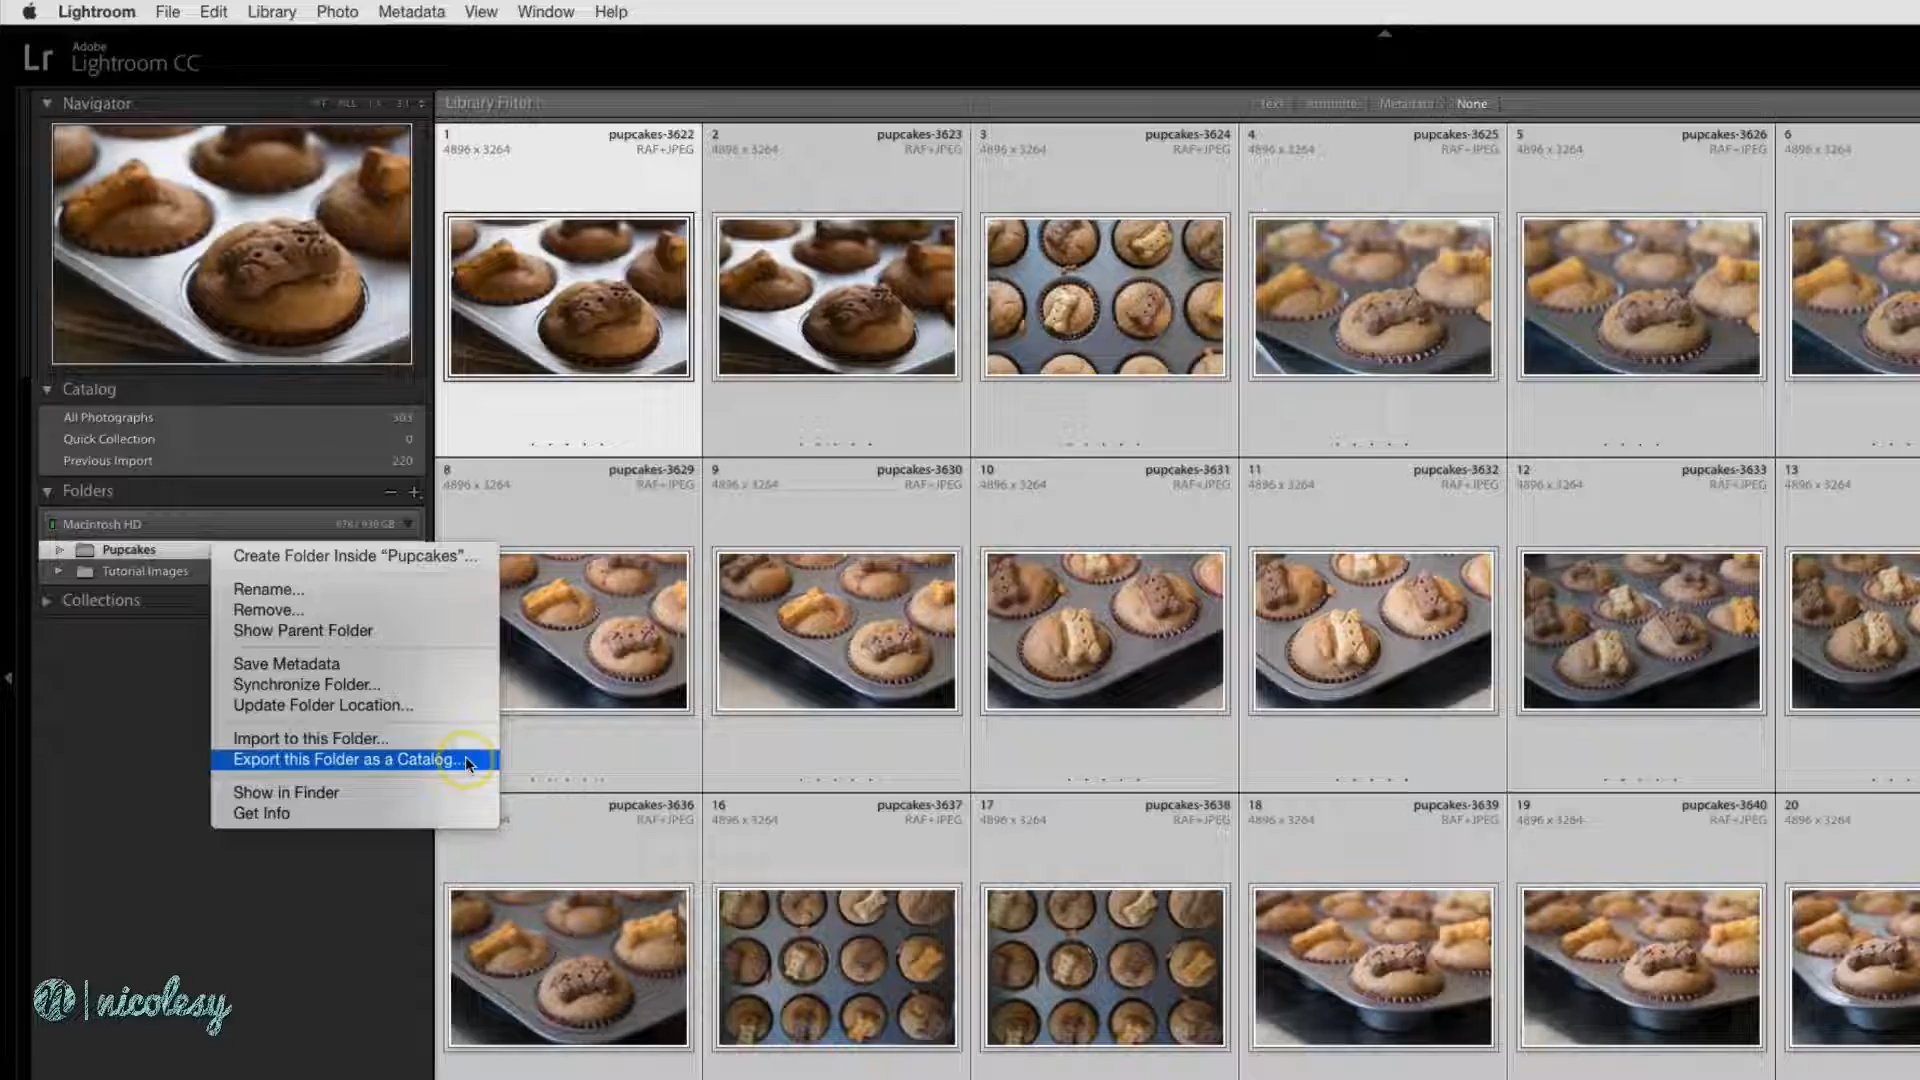 Lightroom File Edit Library Photo Metadata View Window Help
Lr Adobe
Lightroom CC
Navigator
Library Filter: Text Attribute Metadata None
1 pupcakes-3622
4896 x 3264 RAF+JPEG
2 pupcakes-3623
4896 x 3264 RAF+JPEG
3 pupcakes-3624
4896 x 3264 RAF+JPEG
4 pupcakes-3625
4896 x 3264 RAF+JPEG
5 pupcakes-3626
4896 x 3264 RAF+JPEG
6
4896 x 3264
Catalog
All Photographs 303
Quick Collection 0
Previous Import 220
Folders
Macintosh HD
Pupcakes
Tutorial Images
Collections
Create Folder Inside “Pupcakes”...
Rename...
Remove...
Show Parent Folder
Save Metadata
Synchronize Folder...
Update Folder Location...
Import to this Folder...
Export this Folder as a Catalog...
Show in Finder
Get Info
8 pupcakes-3629
4896 x 3264 RAF+JPEG
9 pupcakes-3630
4896 x 3264 RAF+JPEG
10 pupcakes-3631
4896 x 3264 RAF+JPEG
11 pupcakes-3632
4896 x 3264 RAF+JPEG
12 pupcakes-3633
4896 x 3264 RAF+JPEG
13
4896 x 3264
pupcakes-3636
RAF+JPEG
16 pupcakes-3637
4896 x 3264 RAF+JPEG
17 pupcakes-3638
4896 x 3264 RAF+JPEG
18 pupcakes-3639
4896 x 3264 RAF+JPEG
19 pupcakes-3640
4896 x 3264 RAF+JPEG
20
4896 x 3264
nicolesy